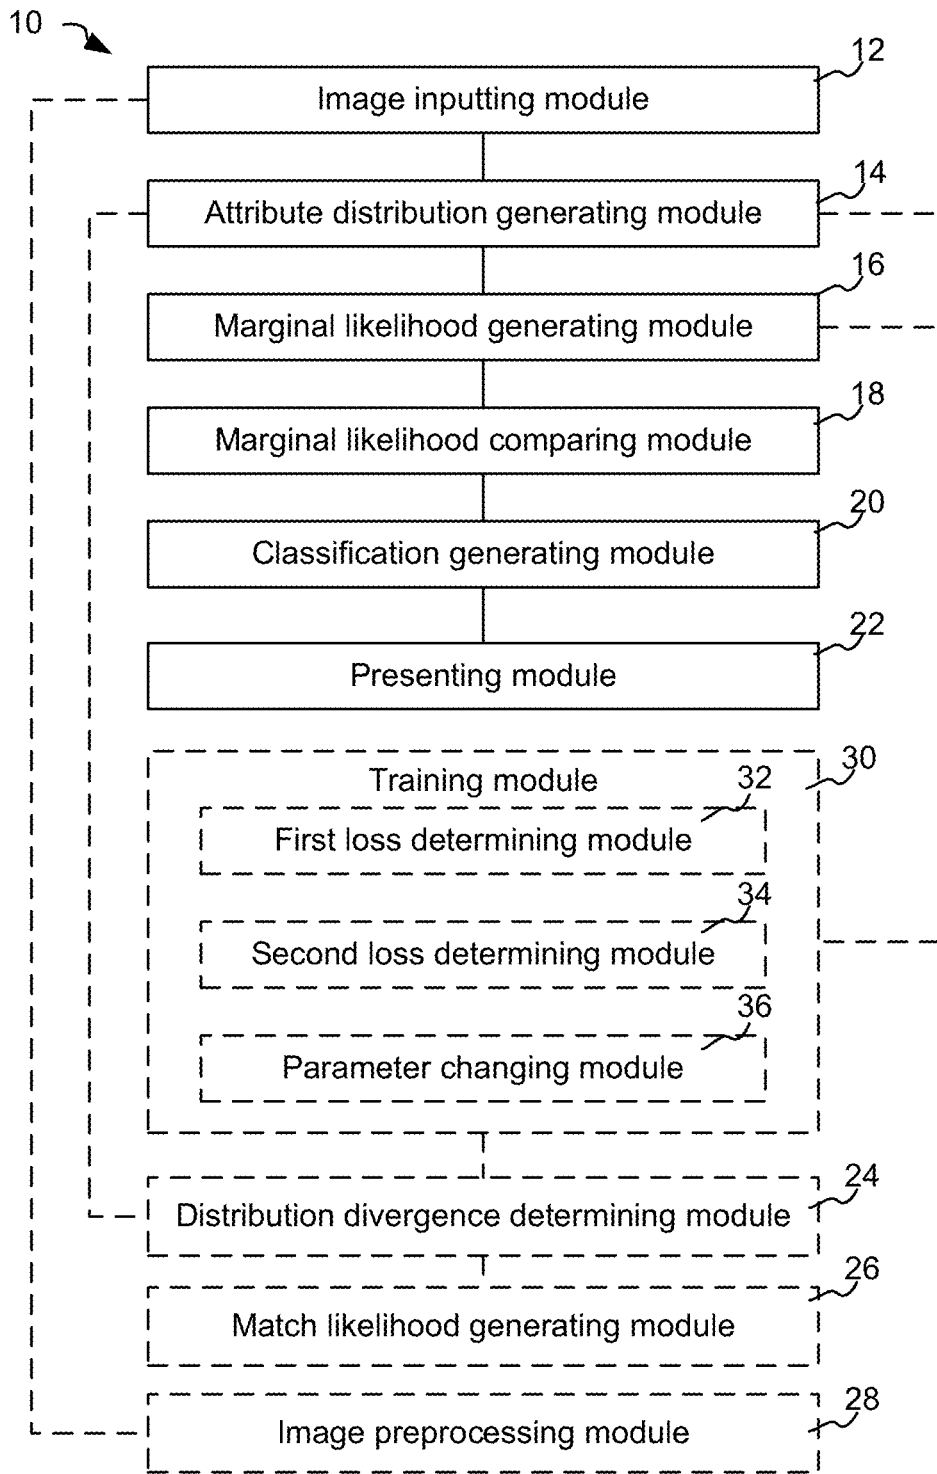 10
12
Image inputting module
14
Attribute distribution generating module
16
Marginal likelihood generating module
18
Marginal likelihood comparing module
20
Classification generating module
22
Presenting module
30
Training module
32
First loss determining module
34
Second loss determining module
36
Parameter changing module
24
Distribution divergence determining module
26
Match likelihood generating module
28
Image preprocessing module